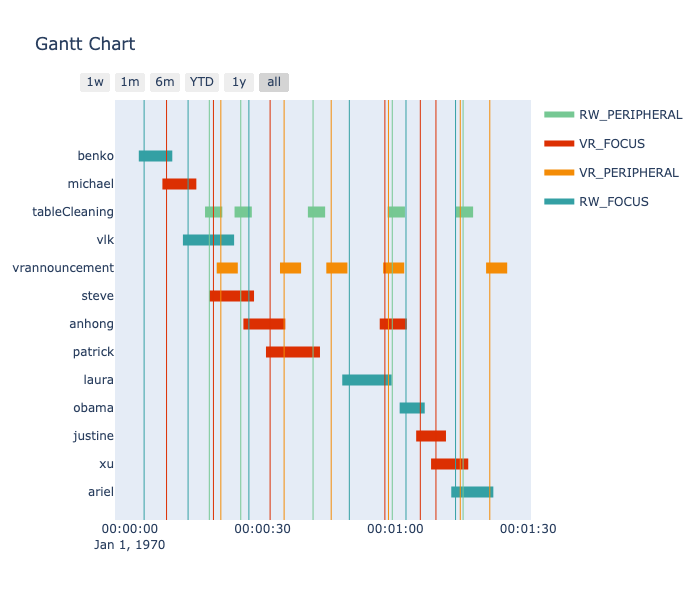 Gantt Chart
1w 1m 6m YTD 1y all
RW_PERIPHERAL
VR_FOCUS
VR_PERIPHERAL
RW_FOCUS
benko
michael
tableCleaning
vlk
vrannouncement
steve
anhong
patrick
laura
obama
justine
xu
ariel
00:00:00 00:00:30 00:01:00 00:01:30
Jan 1, 1970